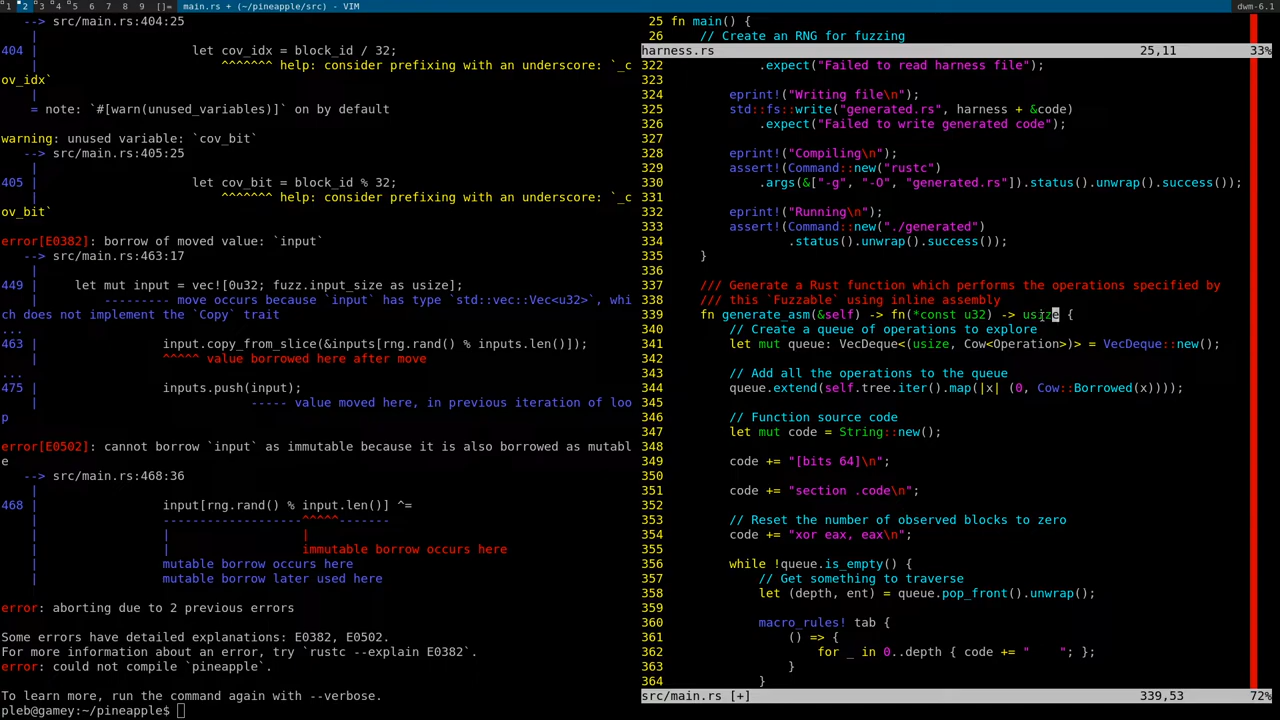 1 2 3 4 5 6 7 8 9 []= main.rs + (~/pineapple/src) - VIM dwm-6.1
--> src/main.rs:404:25
|
404 | let cov_idx = block_id / 32;
| ^^^^^^^ help: consider prefixing with an underscore: `_c
ov_idx`
|
= note: `#[warn(unused_variables)]` on by default
warning: unused variable: `cov_bit`
--> src/main.rs:405:25
|
405 | let cov_bit = block_id % 32;
| ^^^^^^^ help: consider prefixing with an underscore: `_c
ov_bit`
error[E0382]: borrow of moved value: `input`
--> src/main.rs:463:17
|
449 | let mut input = vec![0u32; fuzz.input_size as usize];
| --------- move occurs because `input` has type `std::vec::Vec<u32>`, whi
ch does not implement the `Copy` trait
...
463 | input.copy_from_slice(&inputs[rng.rand() % inputs.len()]);
| ^^^^^ value borrowed here after move
...
475 | inputs.push(input);
| ----- value moved here, in previous iteration of loo
p
error[E0502]: cannot borrow `input` as immutable because it is also borrowed as mutabl
e
--> src/main.rs:468:36
|
468 | input[rng.rand() % input.len()] ^=
| -------------------^^^^^-------
| | |
| | immutable borrow occurs here
| mutable borrow occurs here
| mutable borrow later used here
error: aborting due to 2 previous errors
Some errors have detailed explanations: E0382, E0502.
For more information about an error, try `rustc --explain E0382`.
error: could not compile `pineapple`.
To learn more, run the command again with --verbose.
pleb@gamey:~/pineapple$
25 fn main() {
26 // Create an RNG for fuzzing
harness.rs 25,11 33%
322 .expect("Failed to read harness file");
323
324 eprint!("Writing file\n");
325 std::fs::write("generated.rs", harness + &code)
326 .expect("Failed to write generated code");
327
328 eprint!("Compiling\n");
329 assert!(Command::new("rustc")
330 .args(&["-g", "-O", "generated.rs"]).status().unwrap().success());
331
332 eprint!("Running\n");
333 assert!(Command::new("./generated")
334 .status().unwrap().success());
335 }
336
337 /// Generate a Rust function which performs the operations specified by
338 /// this `Fuzzable` using inline assembly
339 fn generate_asm(&self) -> fn(*const u32) -> usize {
340 // Create a queue of operations to explore
341 let mut queue: VecDeque<(usize, Cow<Operation>)> = VecDeque::new();
342
343 // Add all the operations to the queue
344 queue.extend(self.tree.iter().map(|x| (0, Cow::Borrowed(x))));
345
346 // Function source code
347 let mut code = String::new();
348
349 code += "[bits 64]\n";
350
351 code += "section .code\n";
352
353 // Reset the number of observed blocks to zero
354 code += "xor eax, eax\n";
355
356 while !queue.is_empty() {
357 // Get something to traverse
358 let (depth, ent) = queue.pop_front().unwrap();
359
360 macro_rules! tab {
361 () => {
362 for _ in 0..depth { code += "    "; };
363 }
364 }
src/main.rs [+] 339,53 72%